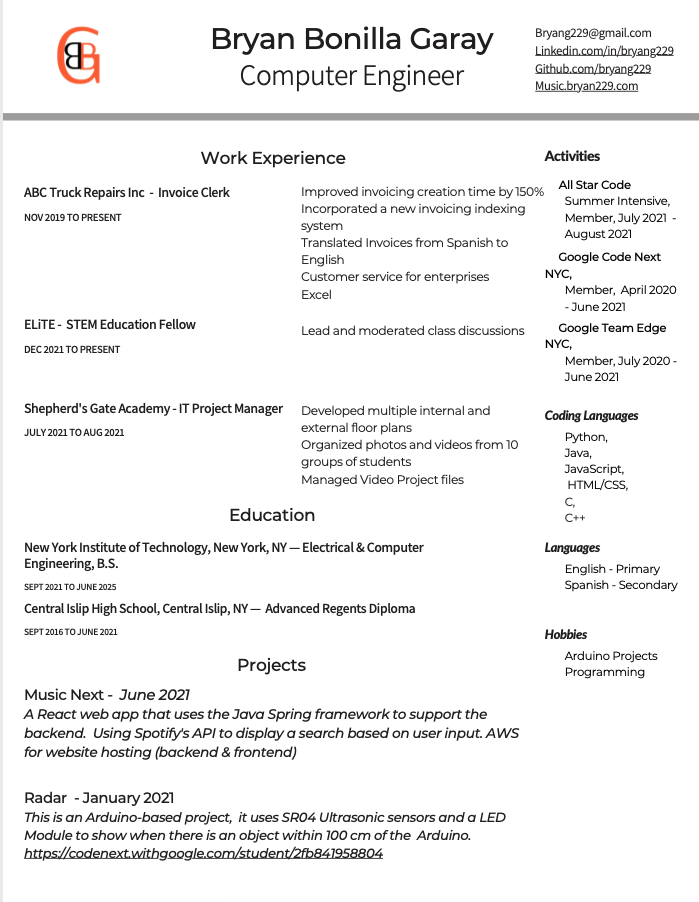 GBB
Bryan Bonilla Garay
Computer Engineer
Bryang229@gmail.com
Linkedin.com/in/bryang229
Github.com/bryang229
Music.bryan229.com
Work Experience
ABC Truck Repairs Inc - Invoice Clerk
NOV 2019 TO PRESENT
Improved invoicing creation time by 150%
Incorporated a new invoicing indexing
system
Translated Invoices from Spanish to
English
Customer service for enterprises
Excel
ELiTE - STEM Education Fellow
DEC 2021 TO PRESENT
Lead and moderated class discussions
Shepherd's Gate Academy - IT Project Manager
JULY 2021 TO AUG 2021
Developed multiple internal and
external floor plans
Organized photos and videos from 10
groups of students
Managed Video Project files
Education
New York Institute of Technology, New York, NY — Electrical & Computer
Engineering, B.S.
SEPT 2021 TO JUNE 2025
Central Islip High School, Central Islip, NY — Advanced Regents Diploma
SEPT 2016 TO JUNE 2021
Projects
Music Next - June 2021
A React web app that uses the Java Spring framework to support the
backend. Using Spotify's API to display a search based on user input. AWS
for website hosting (backend & frontend)
Radar - January 2021
This is an Arduino-based project, it uses SR04 Ultrasonic sensors and a LED
Module to show when there is an object within 100 cm of the Arduino.
https://codenext.withgoogle.com/student/2fb841958804
Activities
All Star Code
Summer Intensive,
Member, July 2021 -
August 2021
Google Code Next
NYC,
Member, April 2020
- June 2021
Google Team Edge
NYC,
Member, July 2020 -
June 2021
Coding Languages
Python,
Java,
JavaScript,
HTML/CSS,
C,
C++
Languages
English - Primary
Spanish - Secondary
Hobbies
Arduino Projects
Programming